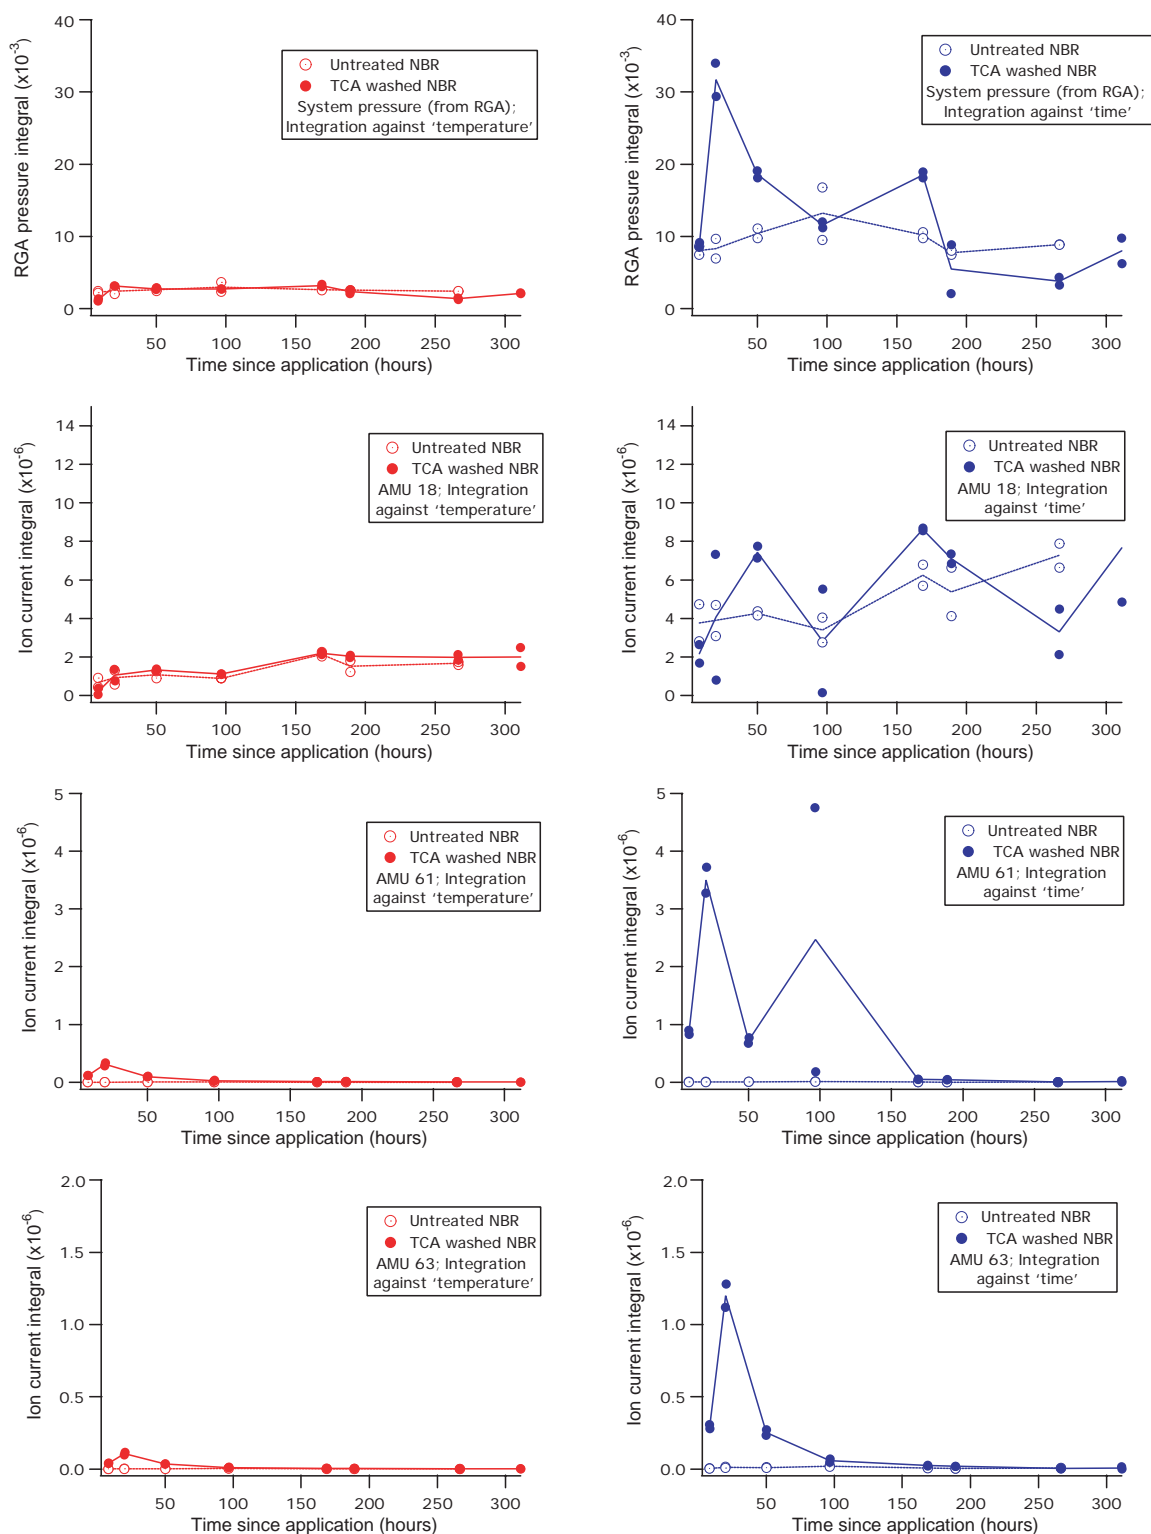 40
30
20
10
0
RGA pressure integral (x10-3)
Untreated NBR
TCA washed NBR
System pressure (from RGA);
Integration against ‘temperature’
50 100 150 200 250 300
Time since application (hours)
40
30
20
10
0
RGA pressure integral (x10-3)
Untreated NBR
TCA washed NBR
System pressure (from RGA);
Integration against ‘time’
50 100 150 200 250 300
Time since application (hours)
14
12
10
8
6
4
2
0
Ion current integral (x10-6)
Untreated NBR
TCA washed NBR
AMU 18; Integration
against ‘temperature’
50 100 150 200 250 300
Time since application (hours)
14
12
10
8
6
4
2
0
Ion current integral (x10-6)
Untreated NBR
TCA washed NBR
AMU 18; Integration
against ‘time’
50 100 150 200 250 300
Time since application (hours)
5
4
3
2
1
0
Ion current integral (x10-6)
Untreated NBR
TCA washed NBR
AMU 61; Integration
against ‘temperature’
50 100 150 200 250 300
Time since application (hours)
5
4
3
2
1
0
Ion current integral (x10-6)
Untreated NBR
TCA washed NBR
AMU 61; Integration
against ‘time’
50 100 150 200 250 300
Time since application (hours)
2.0
1.5
1.0
0.5
0.0
Ion current integral (x10-6)
Untreated NBR
TCA washed NBR
AMU 63; Integration
against ‘temperature’
50 100 150 200 250 300
Time since application (hours)
2.0
1.5
1.0
0.5
0.0
Ion current integral (x10-6)
Untreated NBR
TCA washed NBR
AMU 63; Integration
against ‘time’
50 100 150 200 250 300
Time since application (hours)